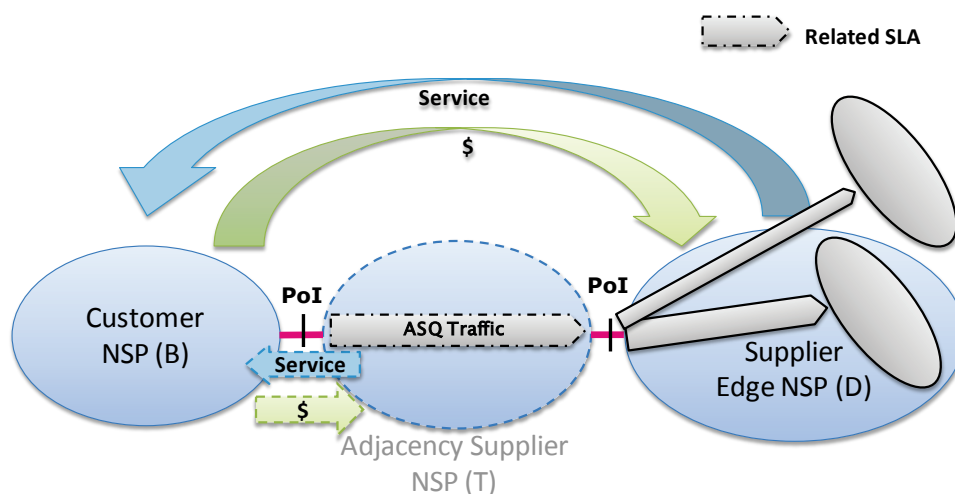 Related SLA
Service
$
PoI
PoI
Customer
NSP (B)
ASQ Traffic
Service
$
Supplier
Edge NSP (D)
Adjacency Supplier
NSP (T)